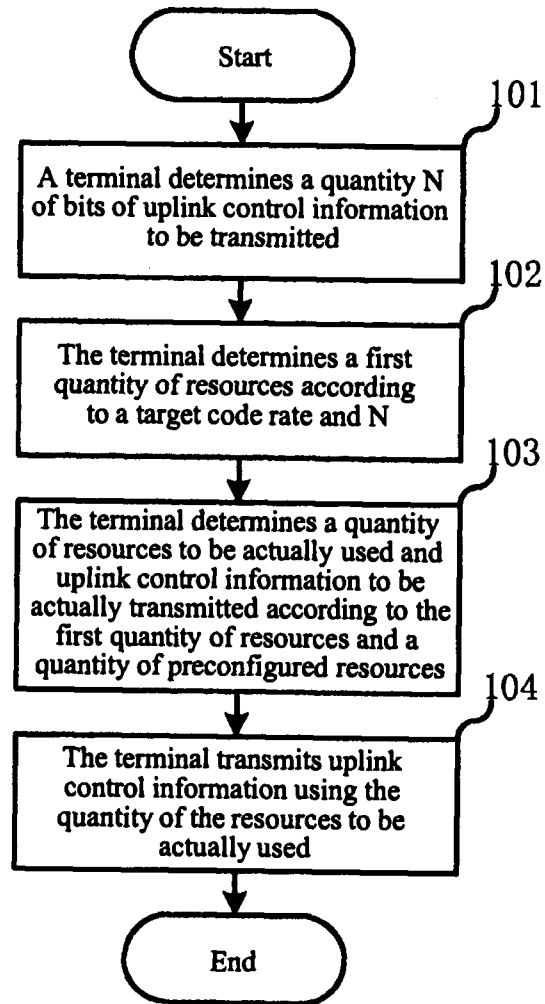 Start
101
A terminal determines a quantity N
of bits of uplink control information
to be transmitted
102
The terminal determines a first
quantity of resources according
to a target code rate and N
103
The terminal determines a quantity
of resources to be actually used and
uplink control information to be
actually transmitted according to the
first quantity of resources and a
quantity of preconfigured resources
104
The terminal transmits uplink
control information using the
quantity of the resources to be
actually used
End